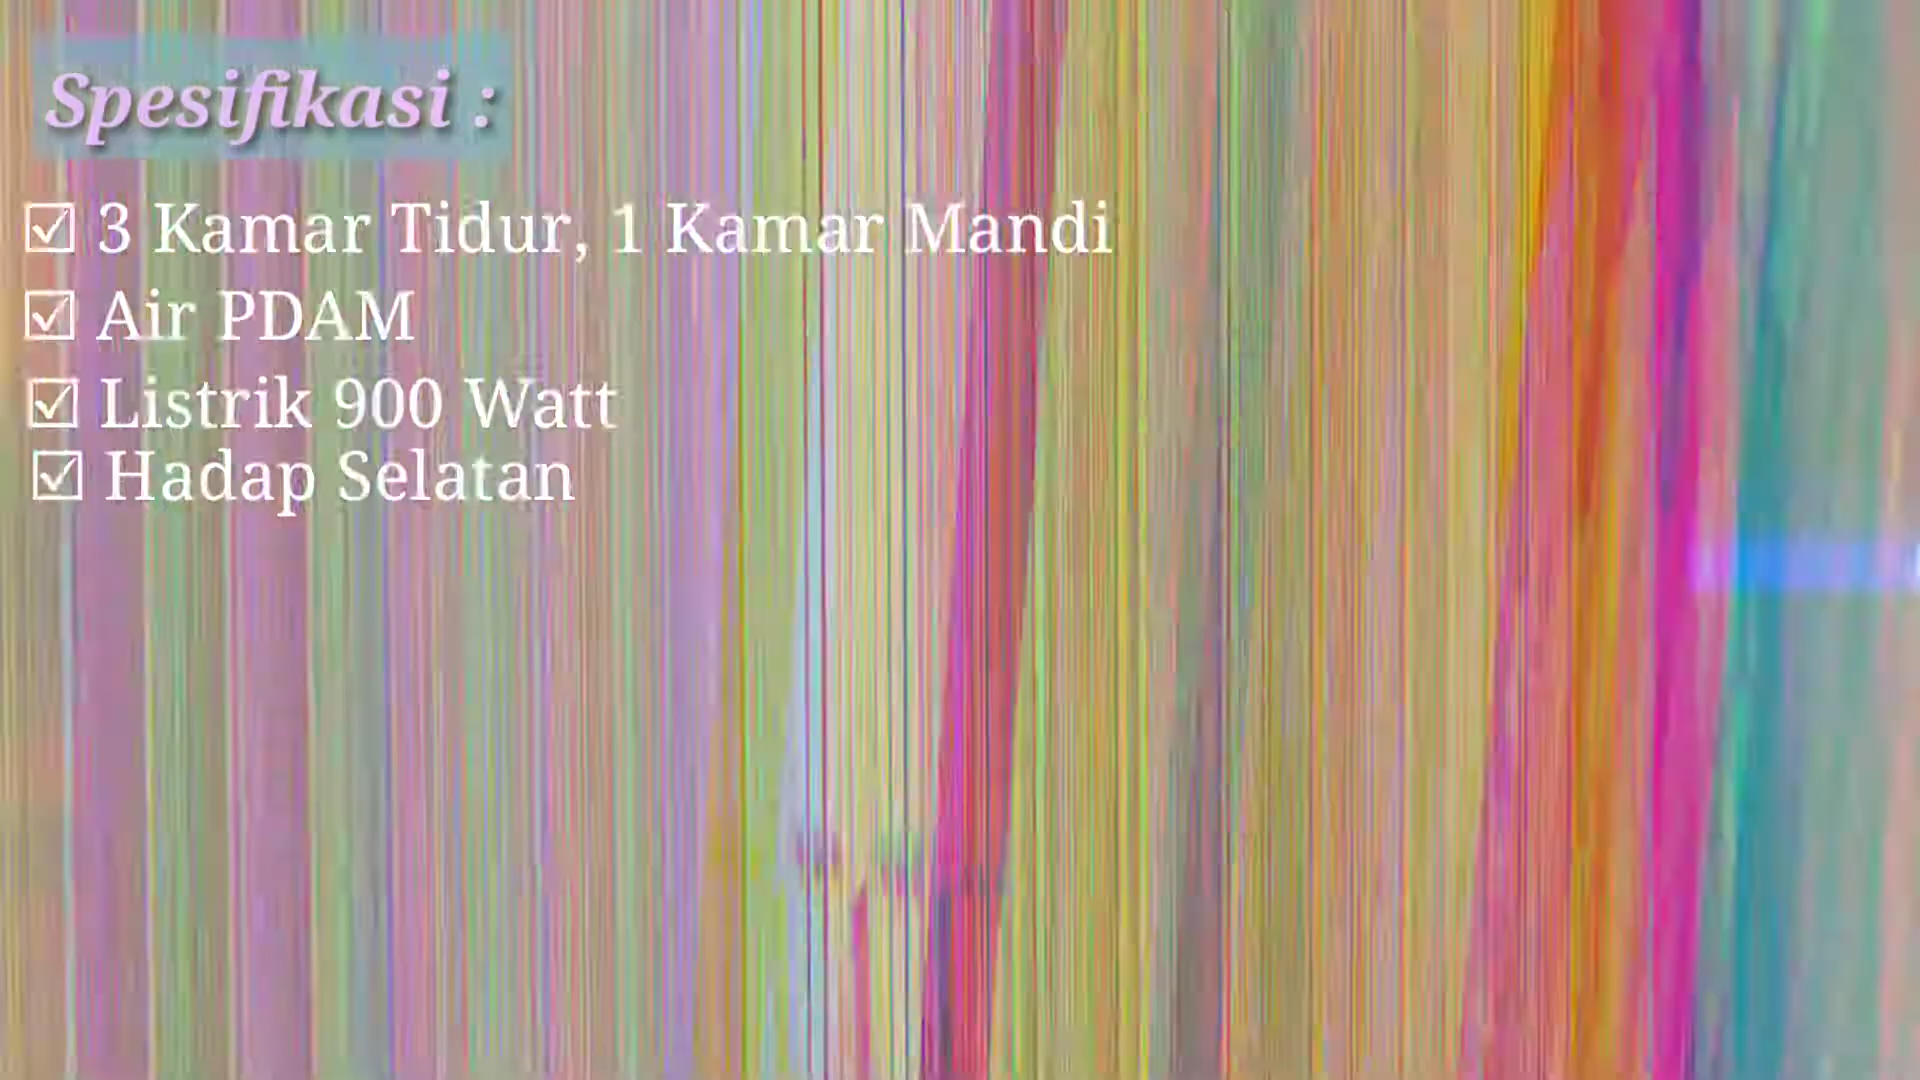 Spesifikasi :
☑ 3 Kamar Tidur, 1 Kamar Mandi
☑ Air PDAM
☑ Listrik 900 Watt
☑ Hadap Selatan